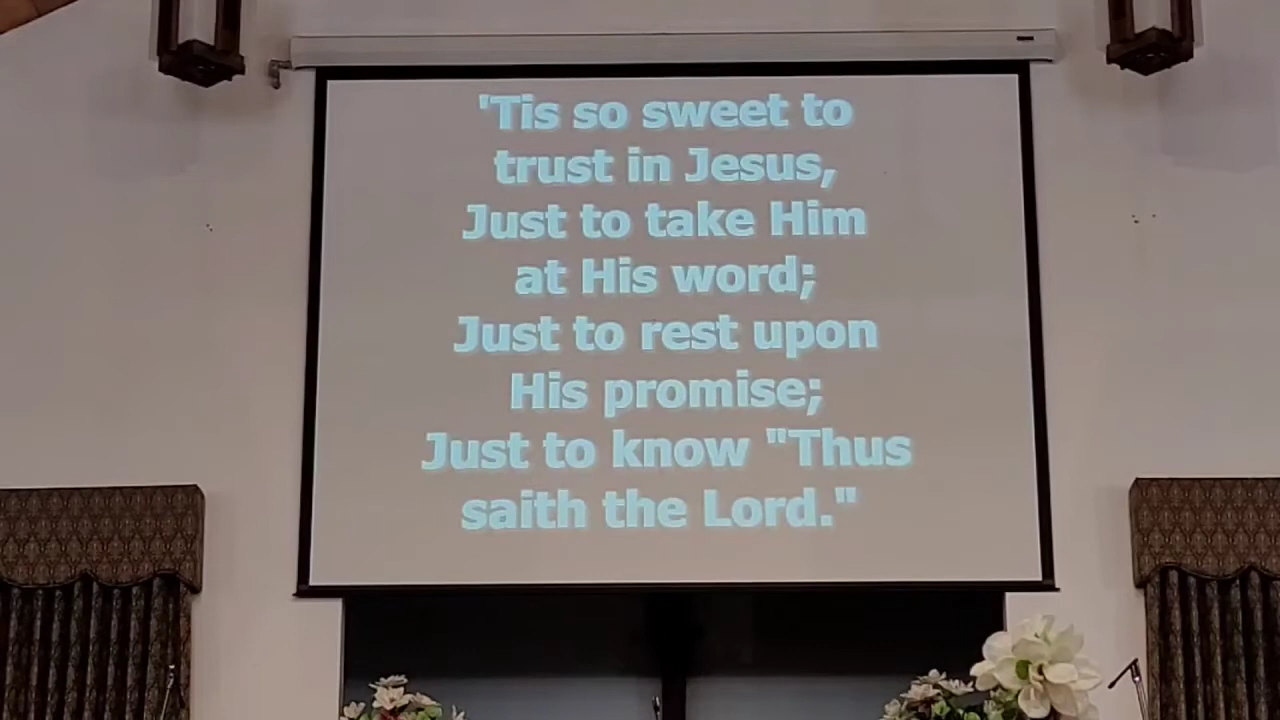 'Tis so sweet to
trust in Jesus,
Just to take Him
at His word;
Just to rest upon
His promise;
Just to know "Thus
saith the Lord."